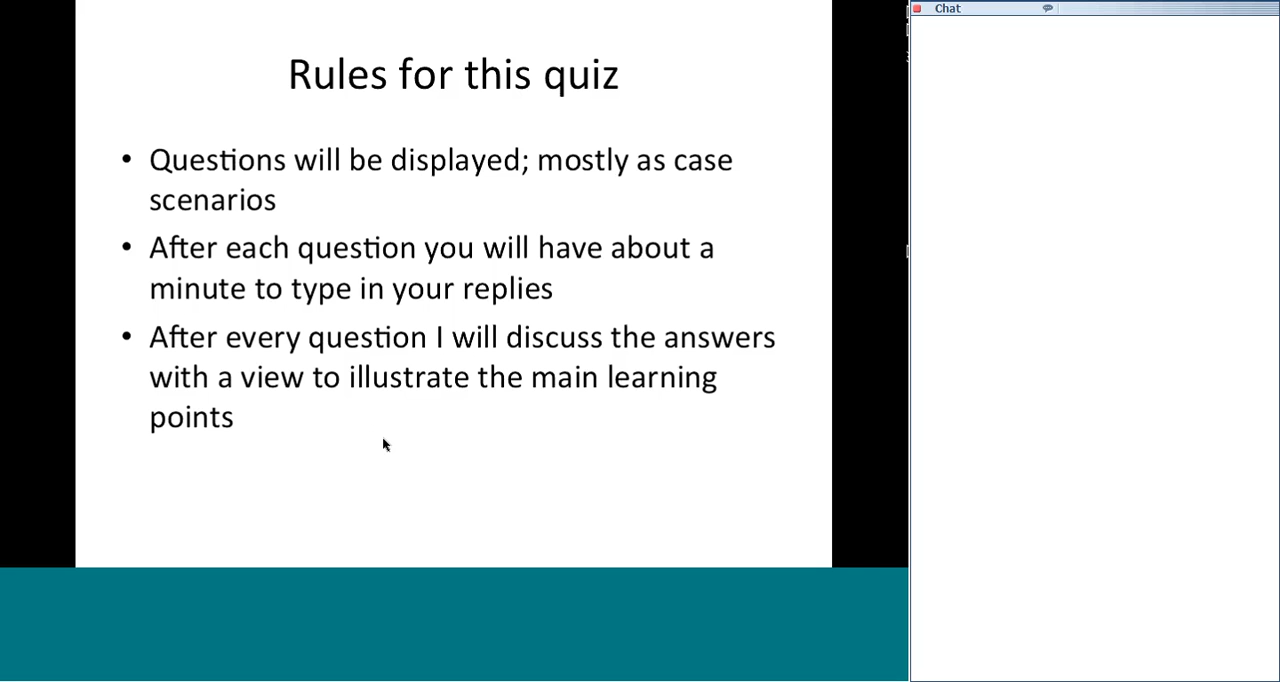 Chat
Rules for this quiz
• Questions will be displayed; mostly as case
scenarios
• After each question you will have about a
minute to type in your replies
• After every question I will discuss the answers
with a view to illustrate the main learning
points